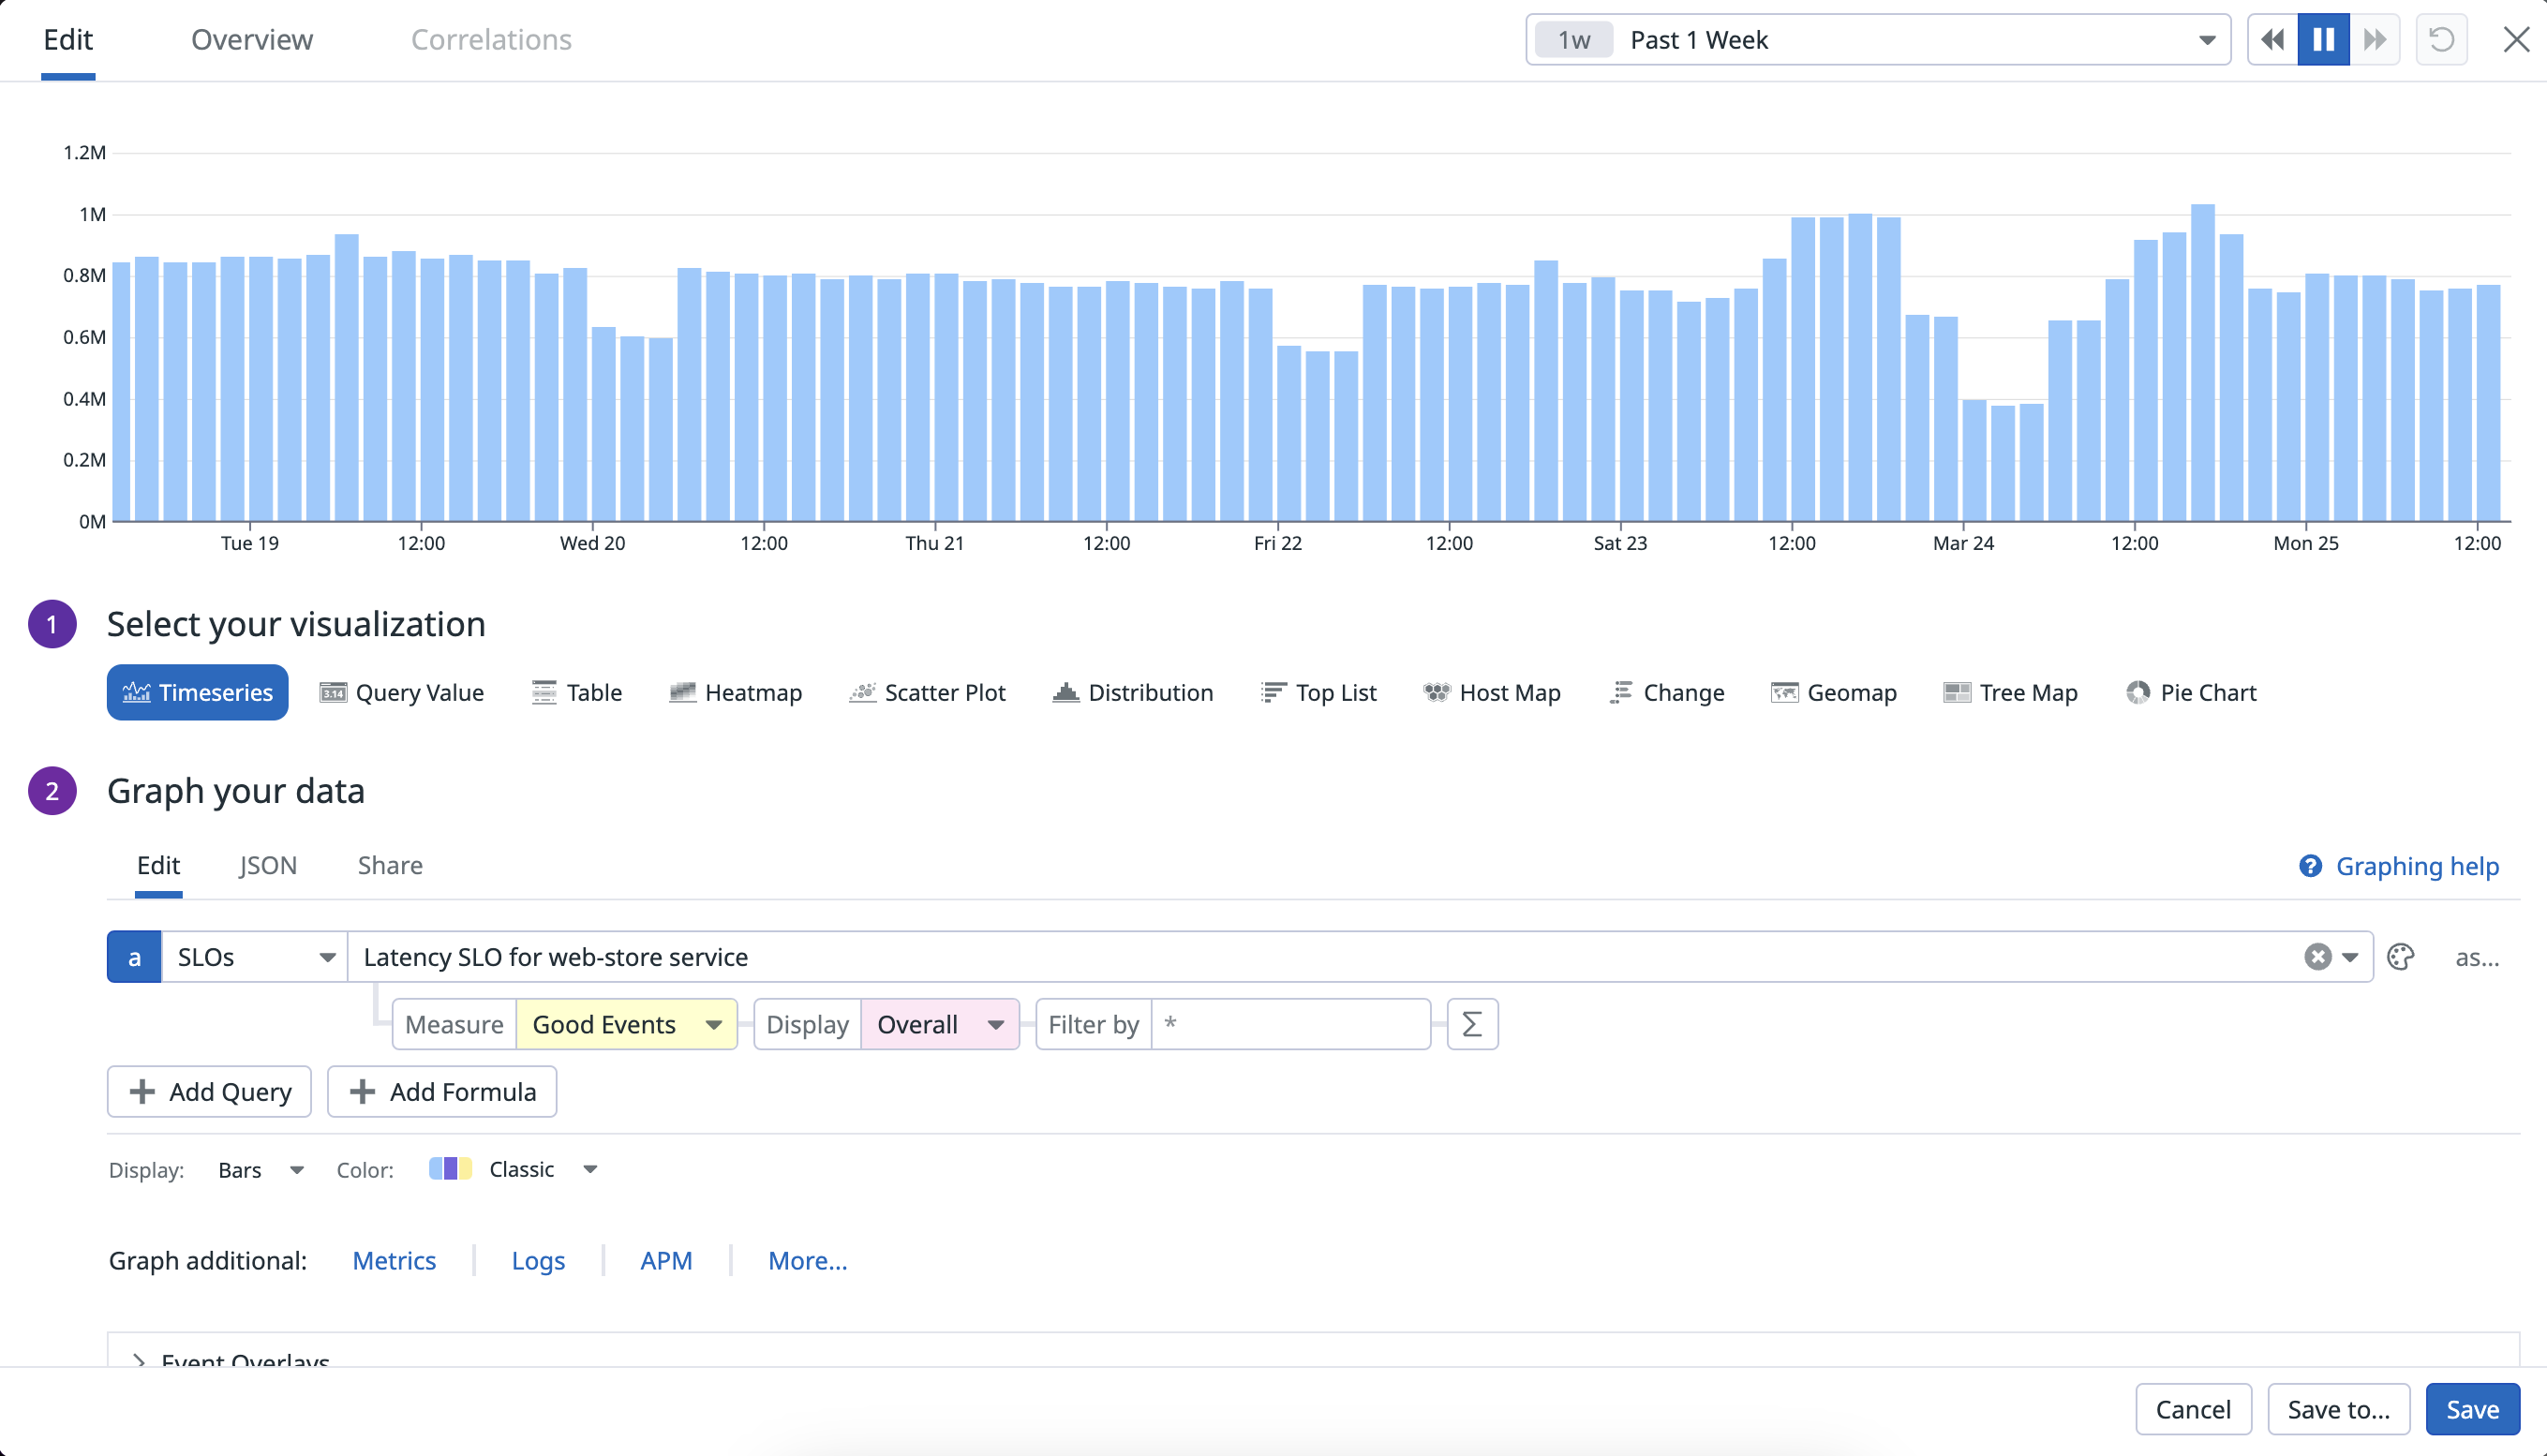 Edit Overview Correlations 1w Past 1 Week
1.2M
1M
0.8M
0.6M
0.4M
0.2M
0M
Tue 19 12:00 Wed 20 12:00 Thu 21 12:00 Fri 22 12:00 Sat 23 12:00 Mar 24 12:00 Mon 25 12:00
1 Select your visualization
Timeseries 3.14 Query Value Table Heatmap Scatter Plot Distribution Top List Host Map Change Geomap Tree Map Pie Chart
2 Graph your data
Edit JSON Share ? Graphing help
a SLOs Latency SLO for web-store service as...
Measure Good Events Display Overall Filter by * Σ
+ Add Query + Add Formula
Display: Bars Color: Classic
Graph additional: Metrics Logs APM More...
Event Overlays
Cancel Save to... Save